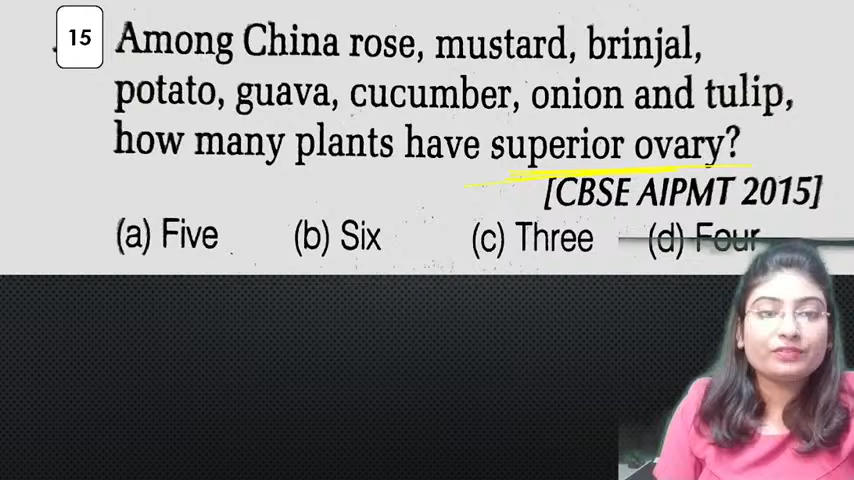 15 Among China rose, mustard, brinjal,
potato, guava, cucumber, onion and tulip,
how many plants have superior ovary?
[CBSE AIPMT 2015]
(a) Five (b) Six (c) Three (d) Four